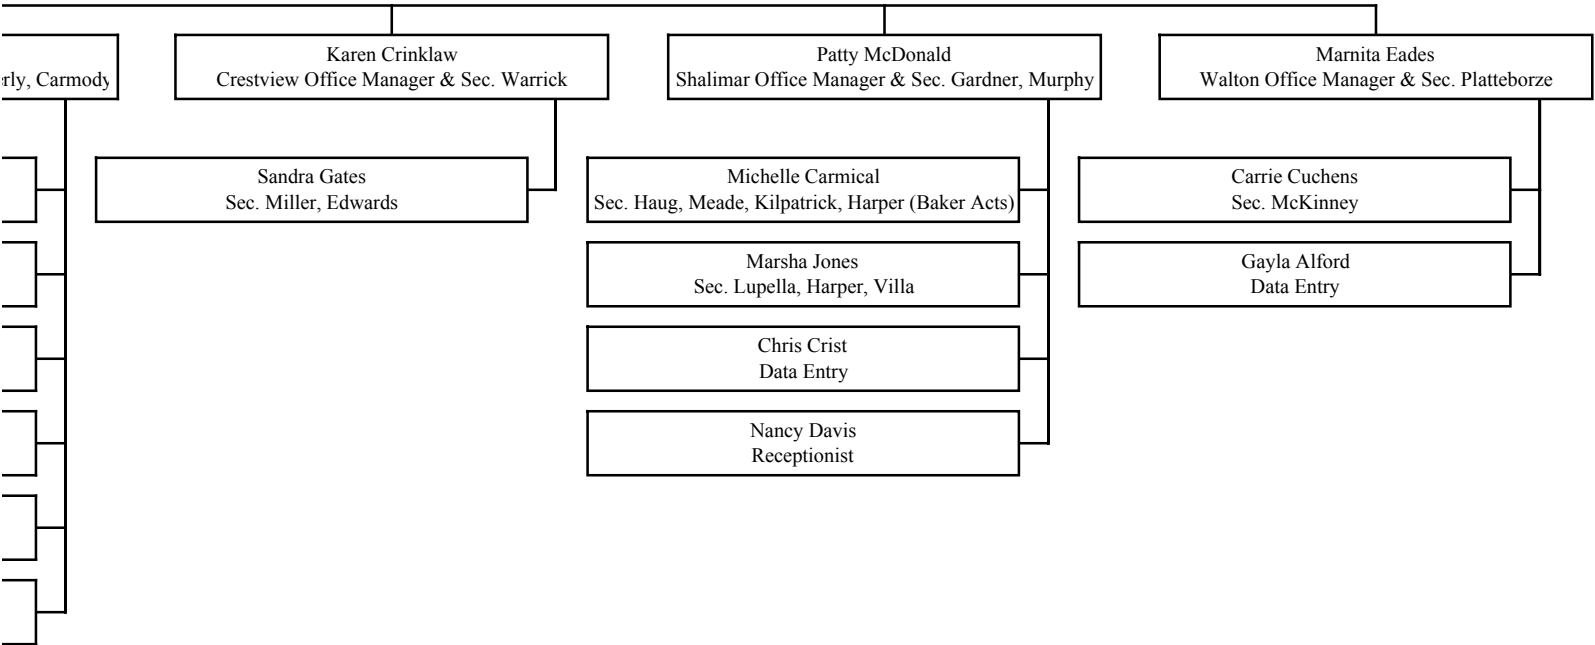 Carmody
Karen Crinklaw
Crestview Office Manager & Sec. Warrick
Patty McDonald
Shalimar Office Manager & Sec. Gardner, Murphy
Marnita Eades
Walton Office Manager & Sec. Platteborze
Sandra Gates
Sec. Miller, Edwards
Michelle Carmical
Sec. Haug, Meade, Kilpatrick, Harper (Baker Acts)
Marsha Jones
Sec. Lupella, Harper, Villa
Chris Crist
Data Entry
Nancy Davis
Receptionist
Carrie Cuchens
Sec. McKinney
Gayla Alford
Data Entry